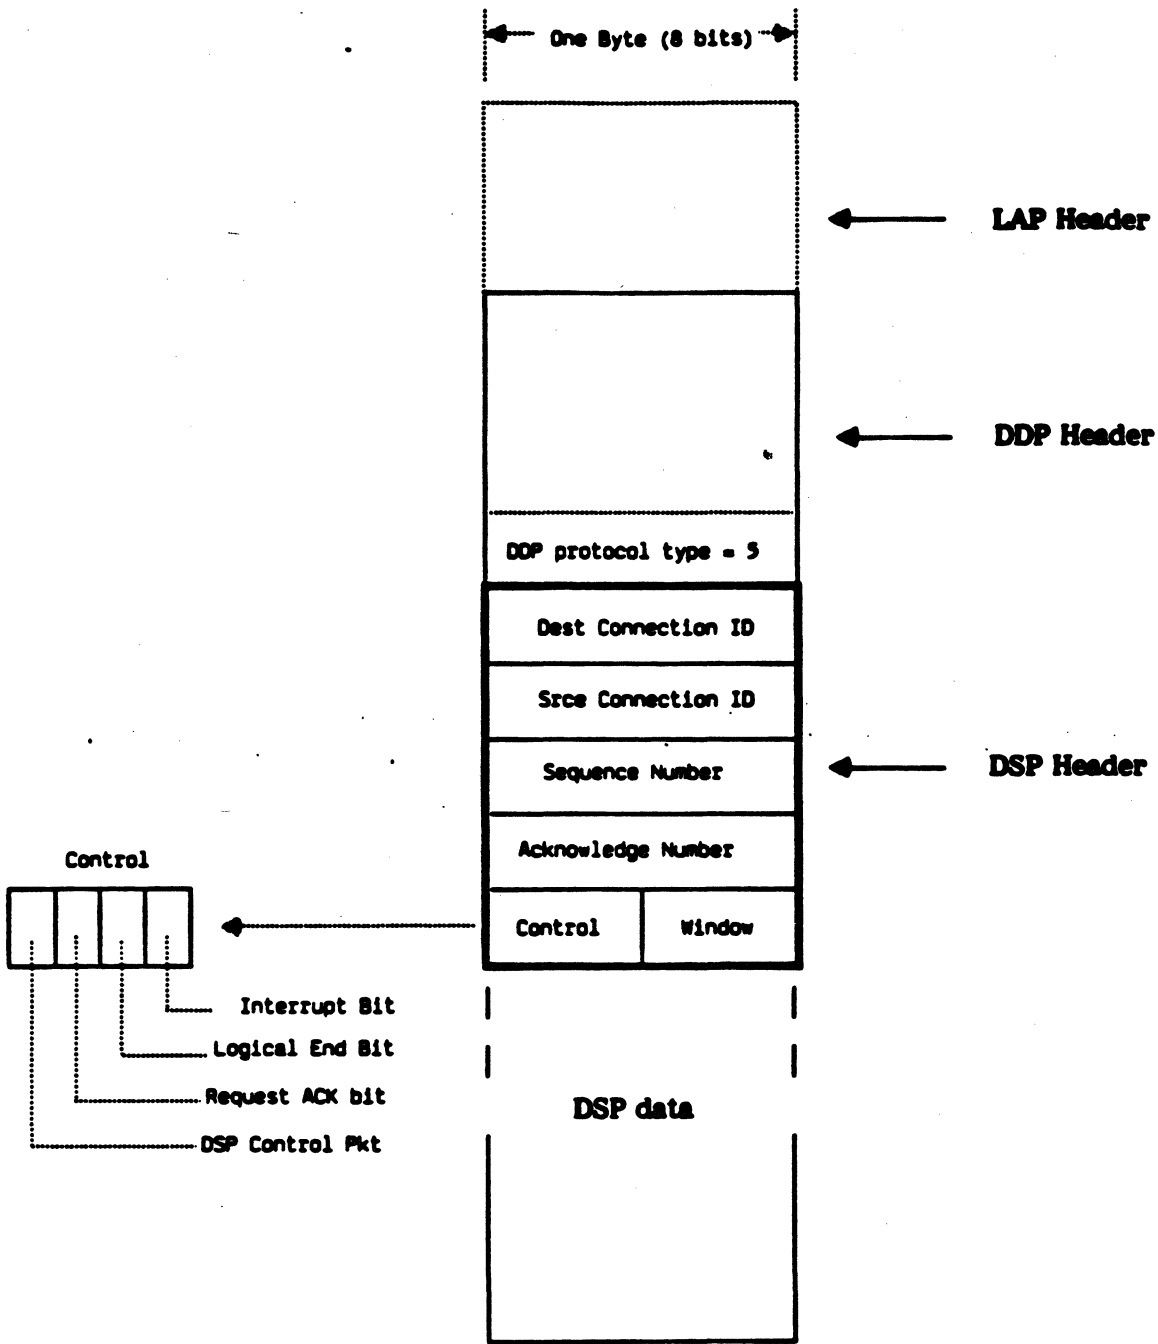 One Byte (8 bits)
LAP Header
DDP Header
DDP protocol type = 5
Dest Connection ID
Srce Connection ID
Sequence Number
DSP Header
Acknowledge Number
Control
Control
Window
Interrupt Bit
Logical End Bit
Request ACK bit
DSP Control Pkt
DSP data